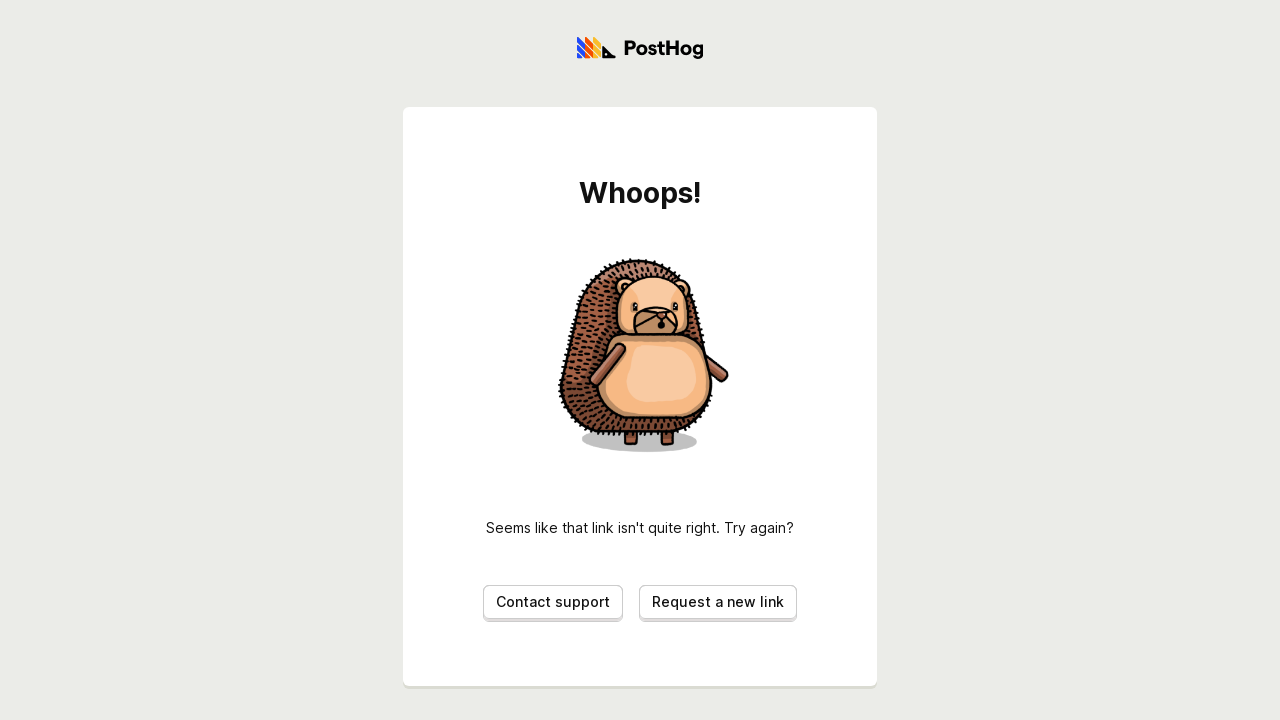 PostHog
Whoops!
Seems like that link isn't quite right. Try again?
Contact support
Request a new link